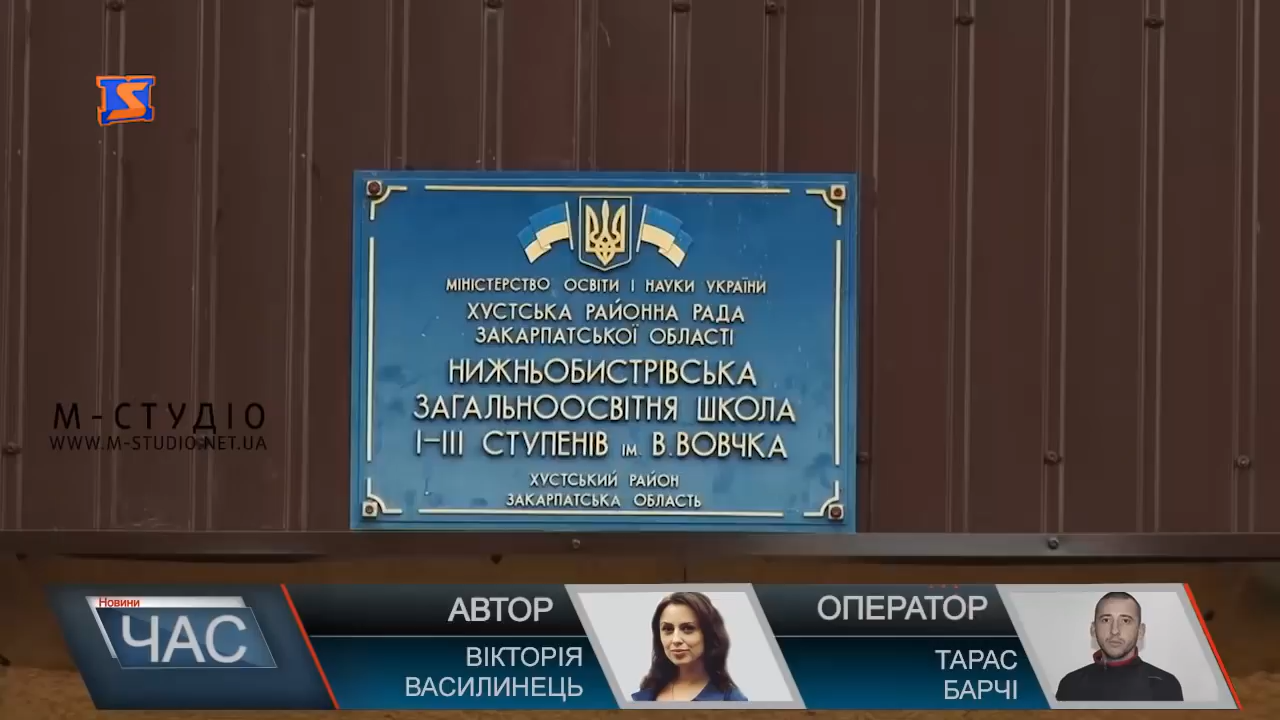 МІНІСТЕРСТВО ОСВІТИ І НАУКИ УКРАЇНИ
ХУСТСЬКА РАЙОННА РАДА
ЗАКАРПАТСЬКОЇ ОБЛАСТІ
НИЖНЬОБИСТРІВСЬКА
ЗАГАЛЬНООСВІТНЯ ШКОЛА
І–ІІІ СТУПЕНІВ ІМ. В.ВОВЧКА
ХУСТСЬКИЙ РАЙОН
ЗАКАРПАТСЬКА ОБЛАСТЬ
М-СТУДІО
WWW.M-STUDIO.NET.UA
Новини
ЧАС
АВТОР
ВІКТОРІЯ
ВАСИЛИНЕЦЬ
ОПЕРАТОР
ТАРАС
БАРЧІ